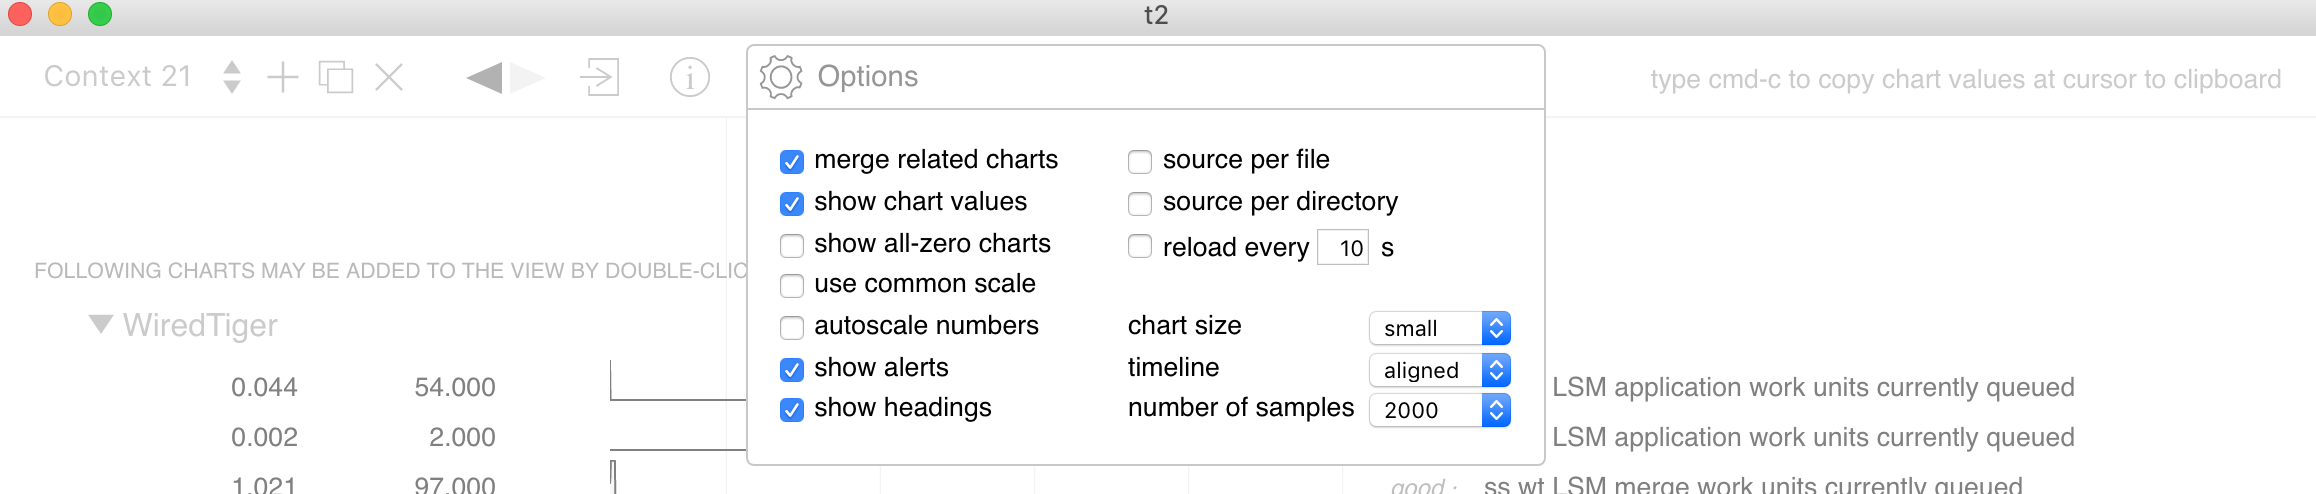 t2
Context 21
Options
type cmd-c to copy chart values at cursor to clipboard
merge related charts
source per file
show chart values
source per directory
show all-zero charts
reload every 10 s
FOLLOWING CHARTS MAY BE ADDED TO THE VIEW BY DOUBLE-CLIC
use common scale
WiredTiger
autoscale numbers
chart size small
show alerts
timeline aligned
0.044 54.000 LSM application work units currently queued
show headings
number of samples 2000
0.002 2.000 LSM application work units currently queued
1.021 97.000 good : ss wt LSM merge work units currently queued